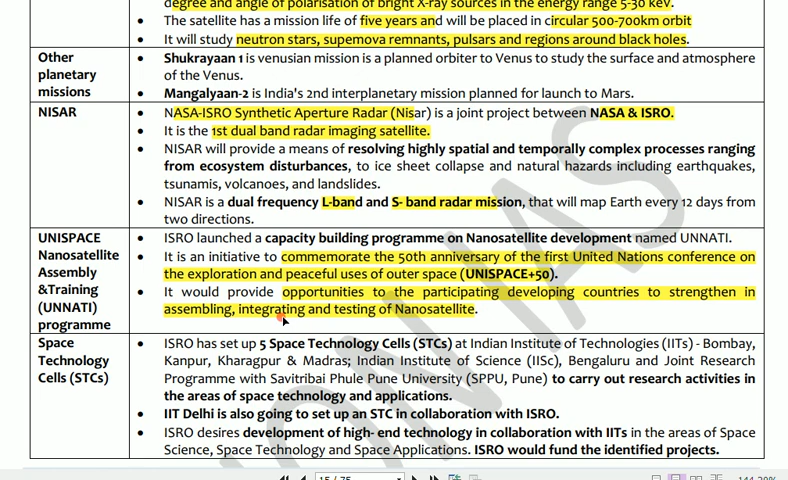 degree and angle of polarisation of bright X-ray sources in the energy range 5-30 kev.
• The satellite has a mission life of five years and will be placed in circular 500-700km orbit
• It will study neutron stars, supernova remnants, pulsars and regions around black holes.
Other planetary missions
• Shukrayaan 1 is venusian mission is a planned orbiter to Venus to study the surface and atmosphere
of the Venus.
• Mangalyaan-2 is India's 2nd interplanetary mission planned for launch to Mars.
NISAR
• NASA-ISRO Synthetic Aperture Radar (Nisar) is a joint project between NASA & ISRO.
• It is the 1st dual band radar imaging satellite.
• NISAR will provide a means of resolving highly spatial and temporally complex processes ranging
from ecosystem disturbances, to ice sheet collapse and natural hazards including earthquakes,
tsunamis, volcanoes, and landslides.
• NISAR is a dual frequency L-band and S- band radar mission, that will map Earth every 12 days from
two directions.
UNISPACE
Nanosatellite
Assembly
&Training
(UNNATI)
programme
• ISRO launched a capacity building programme on Nanosatellite development named UNNATI.
• It is an initiative to commemorate the 50th anniversary of the first United Nations conference on
the exploration and peaceful uses of outer space (UNISPACE+50).
• It would provide opportunities to the participating developing countries to strengthen in
assembling, integrating and testing of Nanosatellite.
Space
Technology
Cells (STCs)
• ISRO has set up 5 Space Technology Cells (STCs) at Indian Institute of Technologies (IITs) - Bombay,
Kanpur, Kharagpur & Madras; Indian Institute of Science (IISc), Bengaluru and Joint Research
Programme with Savitribai Phule Pune University (SPPU, Pune) to carry out research activities in
the areas of space technology and applications.
• IIT Delhi is also going to set up an STC in collaboration with ISRO.
• ISRO desires development of high- end technology in collaboration with IITs in the areas of Space
Science, Space Technology and Space Applications. ISRO would fund the identified projects.
ON IAS
15 / 75
144.20%